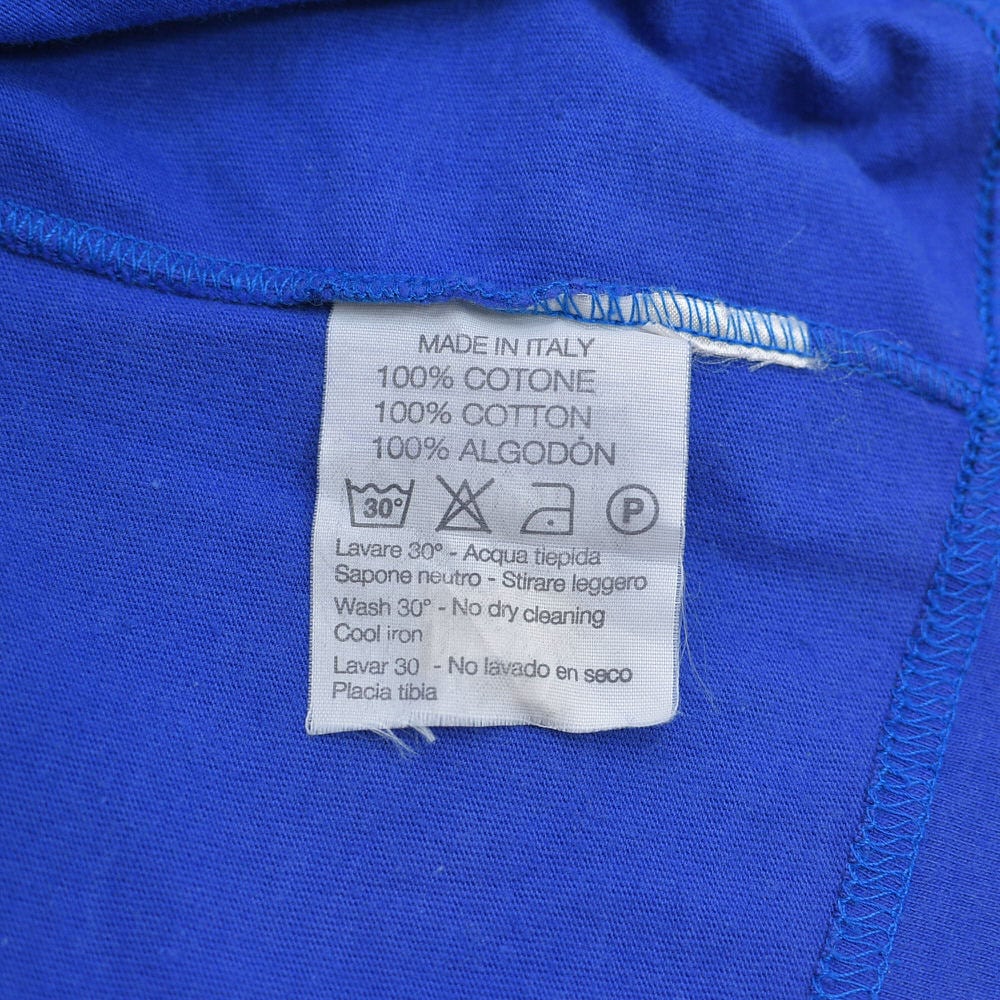 MADE IN ITALY
100% COTONE
100% COTTON
100% ALGODÓN
30° P
Lavare 30° - Acqua tiepida
Sapone neutro - Stirare leggero
Wash 30° - No dry cleaning
Cool iron
Lavar 30 - No lavado en seco
Placia tibia